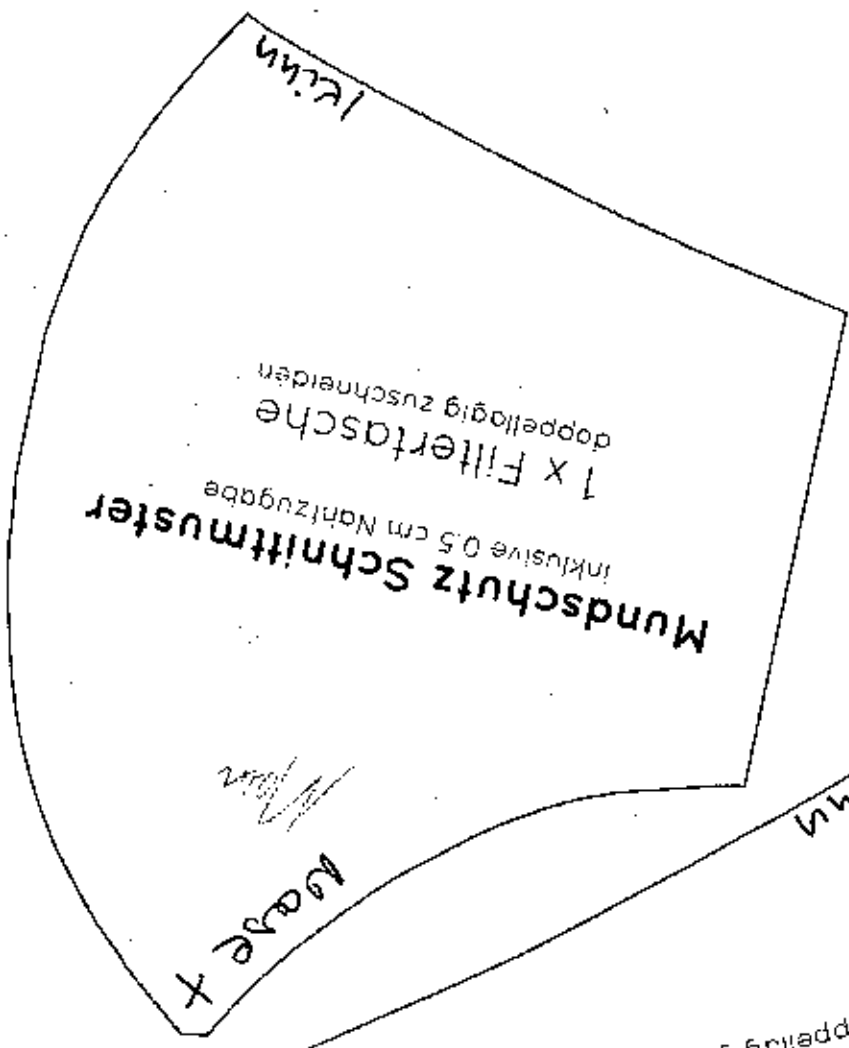 Nase +
Mundschutz Schnittmuster
inklusive 0.5 cm Nahtzugabe
1 x Filtertasche
doppellagig zuschneiden
Kinn